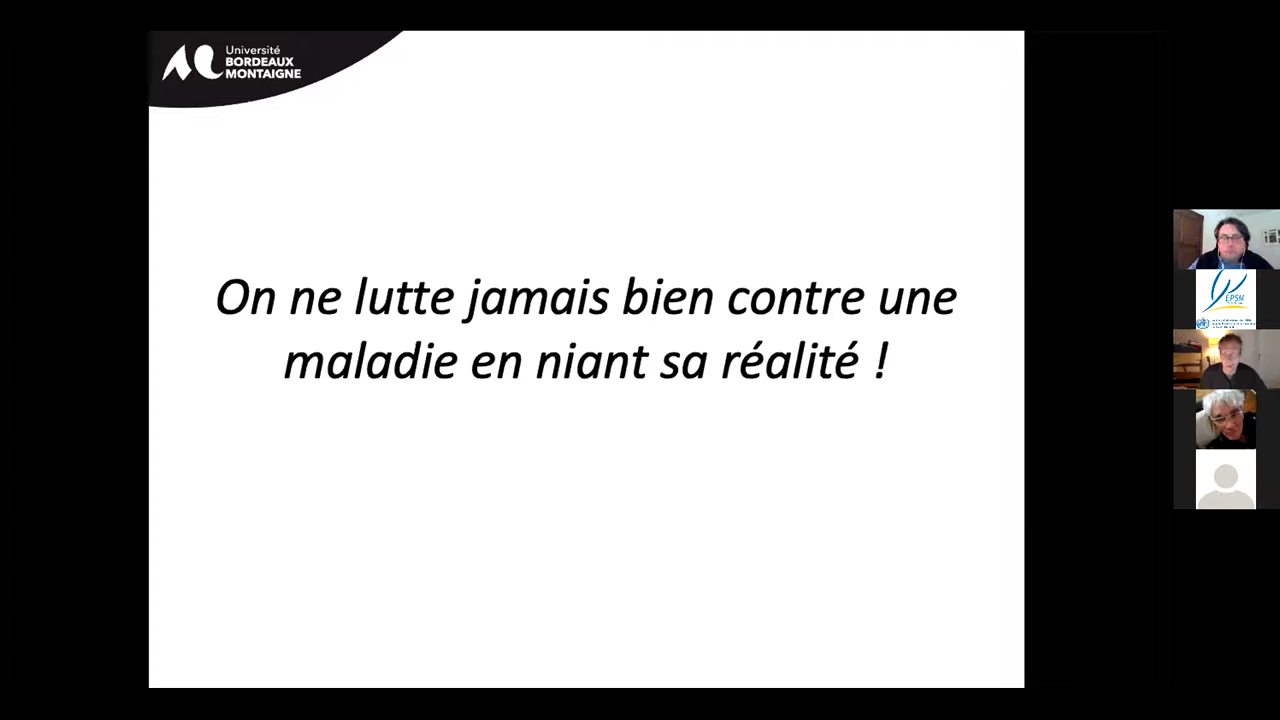 Université
BORDEAUX
MONTAIGNE
On ne lutte jamais bien contre une
maladie en niant sa réalité !
EPSM